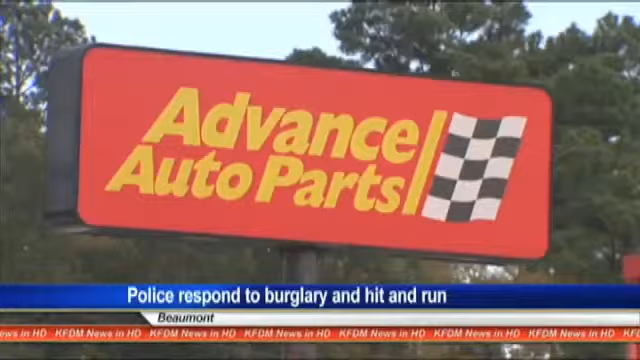 Advance
Auto Parts
Police respond to burglary and hit and run
Beaumont
News in HD KFDM News in HD KFDM News in HD KFDM News in HD KFDM News in HD KFDM News in HD